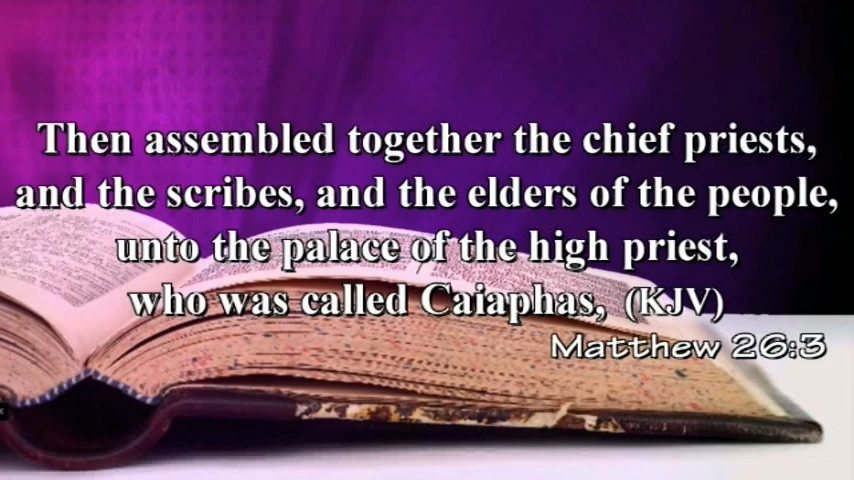 Then assembled together the chief priests,
and the scribes, and the elders of the people,
unto the palace of the high priest,
who was called Caiaphas, (KJV)
Matthew 26:3